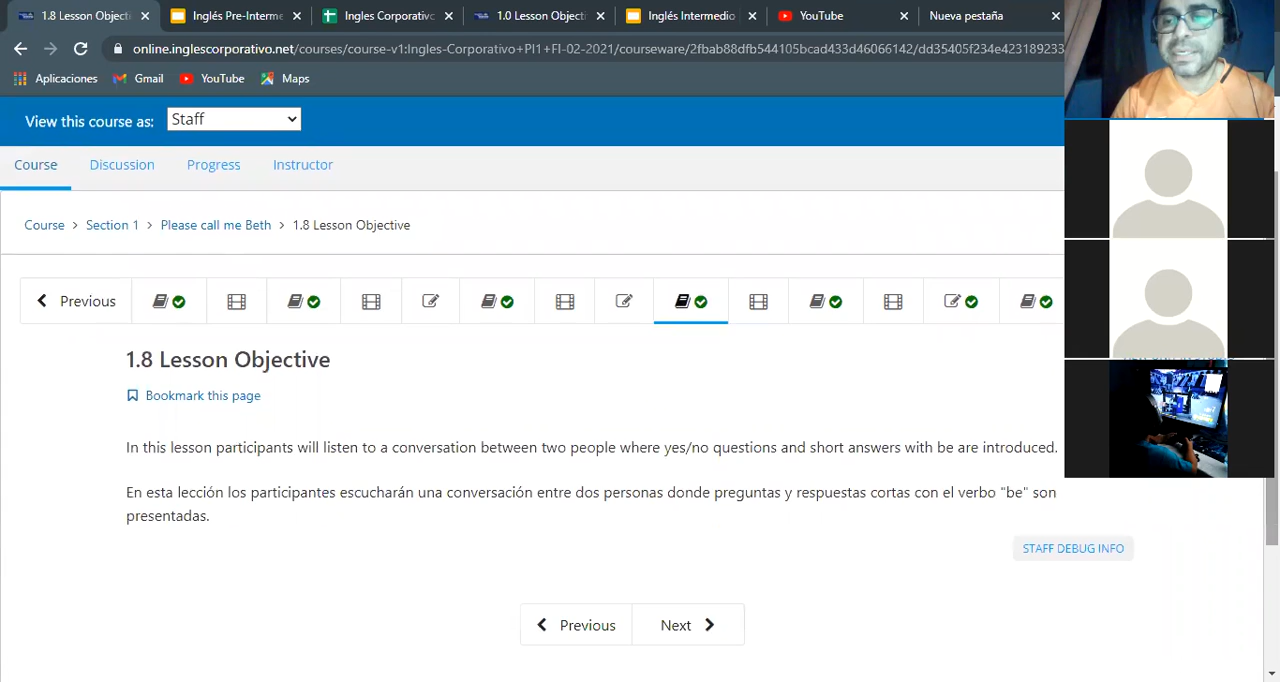 1.8 Lesson Objecti
Inglés Pre-Interme
Ingles Corporativo
1.0 Lesson Objecti
Inglés Intermedio
YouTube
Nueva pestaña
online.inglescorporativo.net/courses/course-v1:Ingles-Corporativo+PI1+FI-02-2021/courseware/2fbab88dfb544105bcad433d46066142/dd35405f234e423189233
Aplicaciones
Gmail
YouTube
Maps
View this course as: Staff
Course
Discussion
Progress
Instructor
Course > Section 1 > Please call me Beth > 1.8 Lesson Objective
Previous
1.8 Lesson Objective
Bookmark this page
In this lesson participants will listen to a conversation between two people where yes/no questions and short answers with be are introduced.
En esta lección los participantes escucharán una conversación entre dos personas donde preguntas y respuestas cortas con el verbo "be" son
presentadas.
STAFF DEBUG INFO
Previous
Next